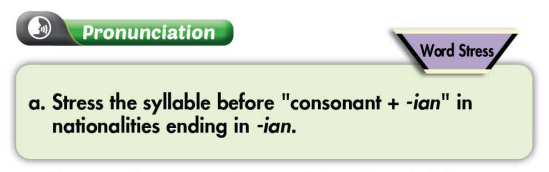 Pronunciation
Word Stress
a. Stress the syllable before "consonant + -ian" in
nationalities ending in -ian.